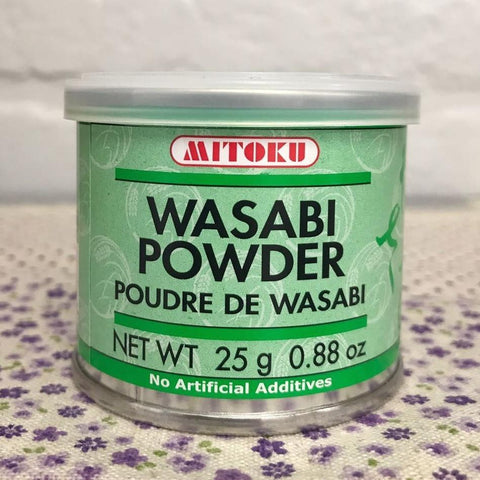 MITOKU
WASABI
POWDER
POUDRE DE WASABI
NET WT 25 g 0.88 oz
No Artificial Additives